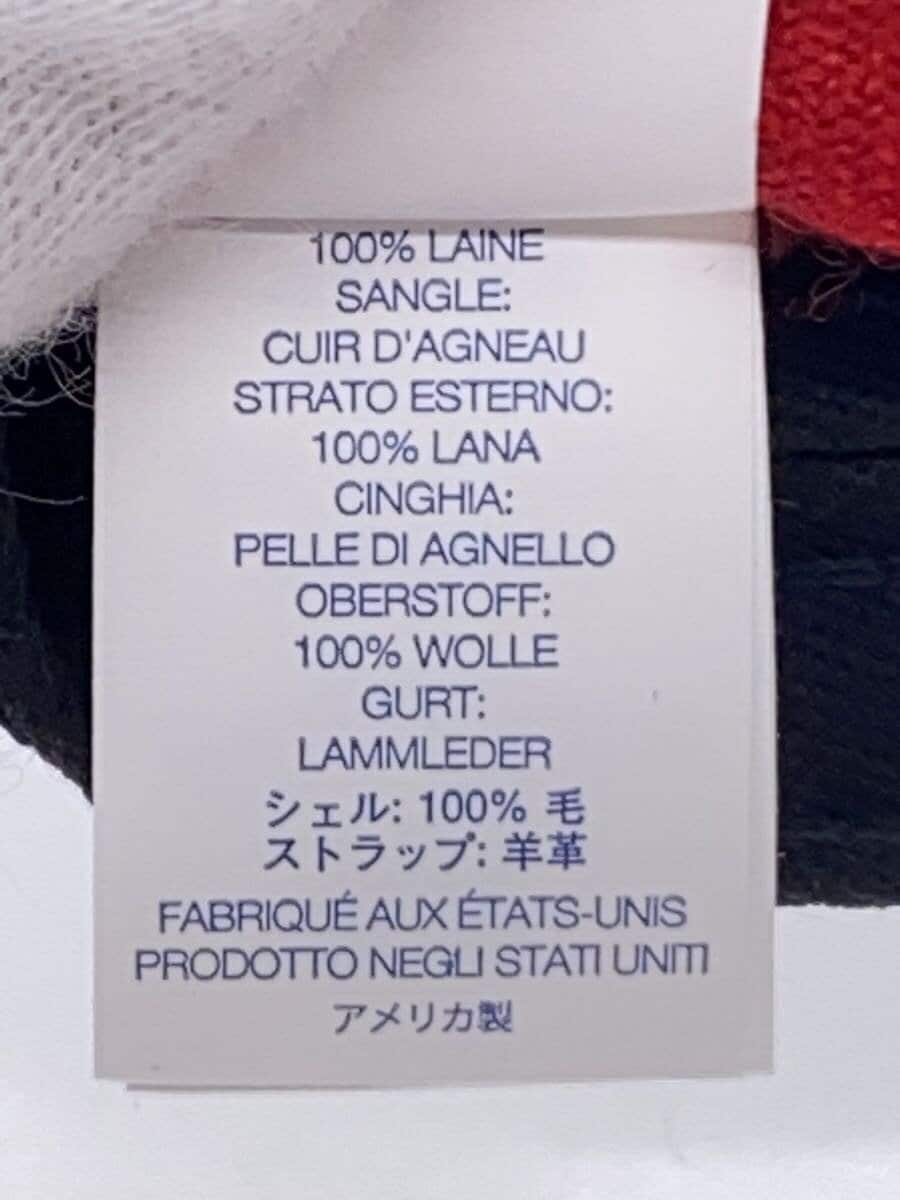 100% LAINE
SANGLE:
CUIR D'AGNEAU
STRATO ESTERNO:
100% LANA
CINGHIA:
PELLE DI AGNELLO
OBERSTOFF:
100% WOLLE
GURT:
LAMMLEDER
シェル: 100% 毛
ストラップ: 羊革
FABRIQUÉ AUX ÉTATS-UNIS
PRODOTTO NEGLI STATI UNITI
アメリカ製